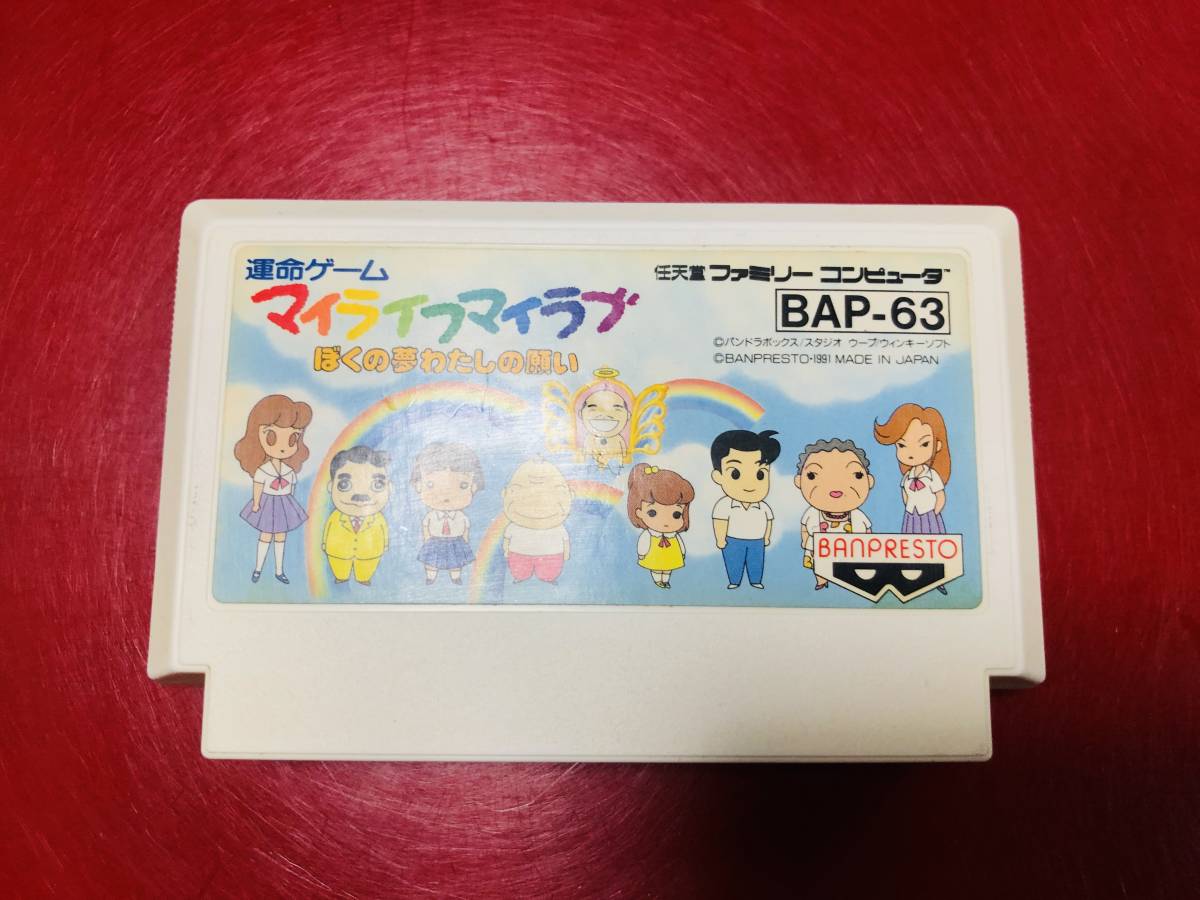 運命ゲーム
マイライフマイラブ
ぼくの夢わたしの願い
任天堂 ファミリー コンピュータ™
BAP-63
©パンドラボックス/スタジオ ウープ/ウィンキーソフト
©BANPRESTO・1991 MADE IN JAPAN
BANPRESTO